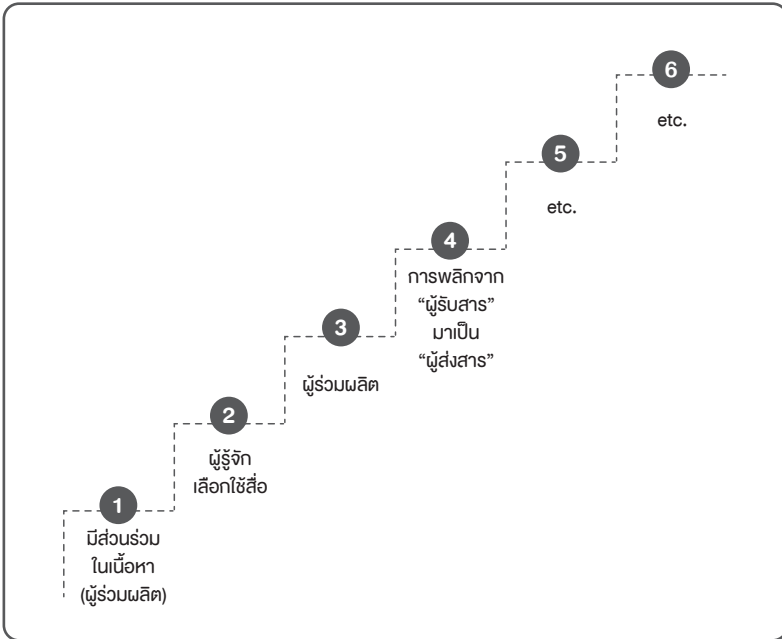 6
etc.
5
etc.
4
การพลิกจาก
“ผู้รับสาร”
มาเป็น
“ผู้ส่งสาร”
3
ผู้ร่วมผลิต
2
ผู้รู้จัก
เลือกใช้สื่อ
1
มีส่วนร่วม
ในเนื้อหา
(ผู้ร่วมผลิต)